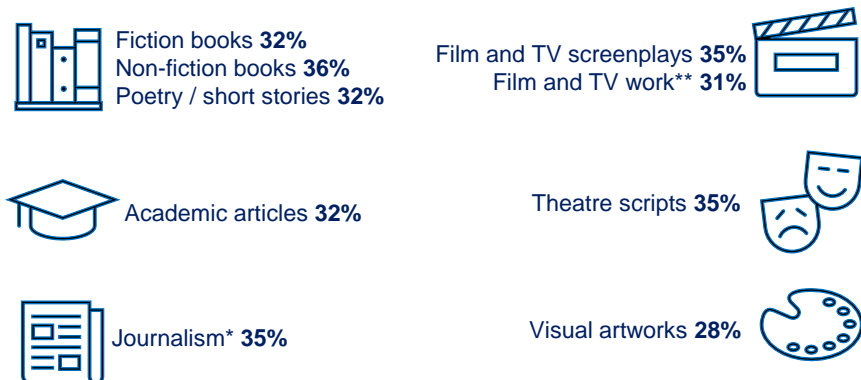 Fiction books 32%
Non-fiction books 36%
Poetry / short stories 32%
Film and TV screenplays 35%
Film and TV work** 31%
Academic articles 32%
Theatre scripts 35%
Journalism* 35%
Visual artworks 28%